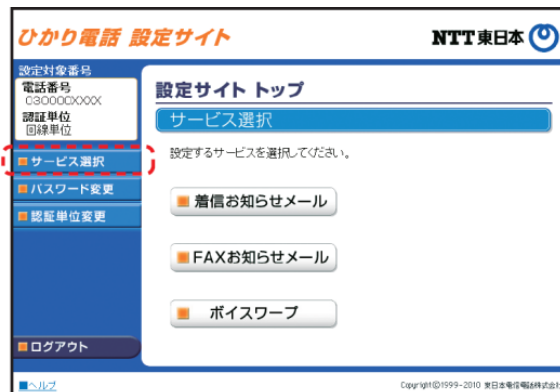 ひかり電話 設定サイト
NTT東日本
設定対象番号
電話番号
030000XXXX
認証単位
回線単位
サービス選択
パスワード変更
認証単位変更
ログアウト
ヘルプ
設定サイト トップ
サービス選択
設定するサービスを選択してください。
着信お知らせメール
FAXお知らせメール
ボイスワープ
Copyright©1999-2010 東日本電信電話株式会社